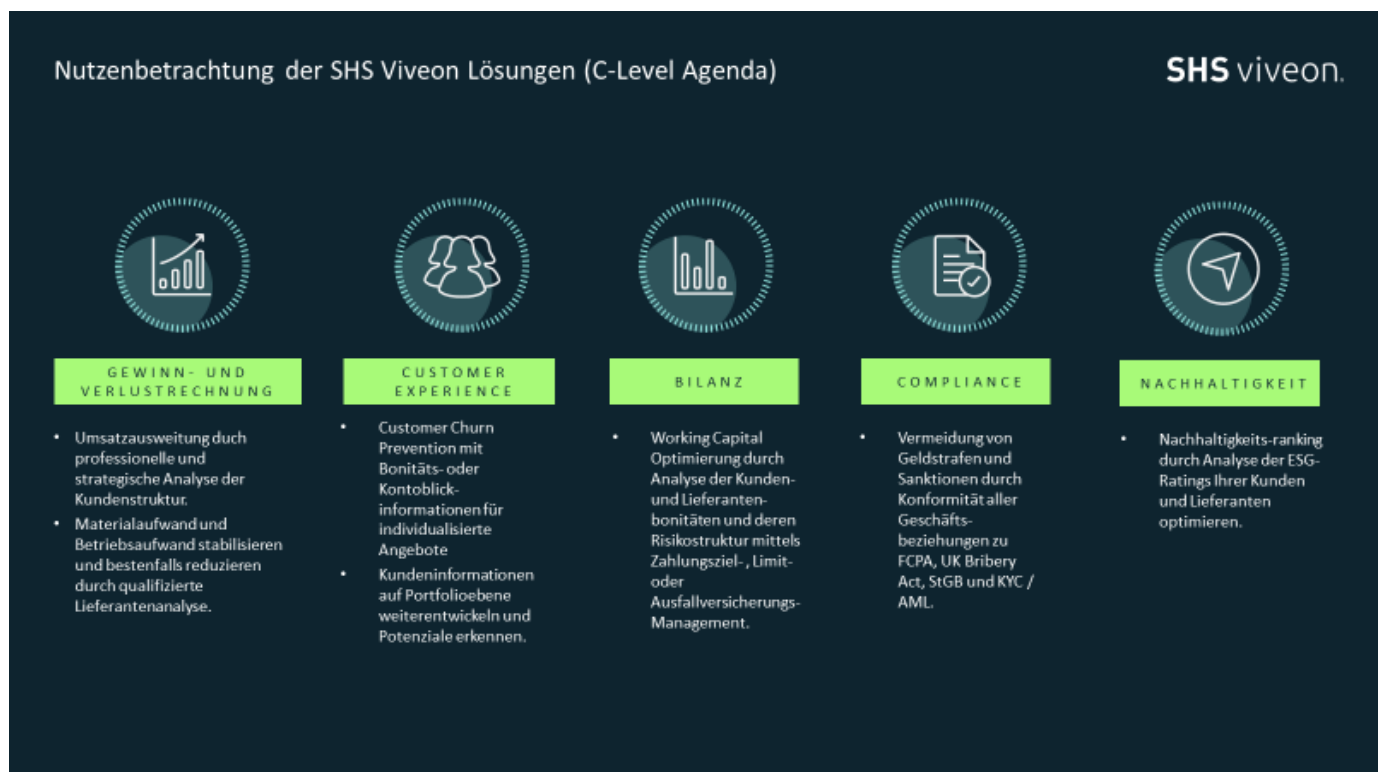 Nutzenbetrachtung der SHS Viveon Lösungen (C-Level Agenda)
SHS viveon.
GEWINN- UND
VERLUSTRECHNUNG
• Umsatzausweitung duch
professionelle und
strategische Analyse der
Kundenstruktur.
• Materialaufwand und
Betriebsaufwand stabilisieren
und bestenfalls reduzieren
durch qualifizierte
Lieferantenanalyse.
CUSTOMER
EXPERIENCE
• Customer Churn
Prevention mit
Bonitäts- oder
Kontoblick-
informationen für
individualisierte
Angebote
• Kundeninformationen
auf Portfolioebene
weiterentwickeln und
Potenziale erkennen.
BILANZ
• Working Capital
Optimierung durch
Analyse der Kunden-
und Lieferanten-
bonitäten und deren
Risikostruktur mittels
Zahlungsziel-, Limit-
oder
Ausfallversicherungs-
Management.
COMPLIANCE
• Vermeidung von
Geldstrafen und
Sanktionen durch
Konformität aller
Geschäfts-
beziehungen zu
FCPA, UK Bribery
Act, StGB und KYC /
AML.
NACHHALTIGKEIT
• Nachhaltigkeits-ranking
durch Analyse der ESG-
Ratings Ihrer Kunden
und Lieferanten
optimieren.